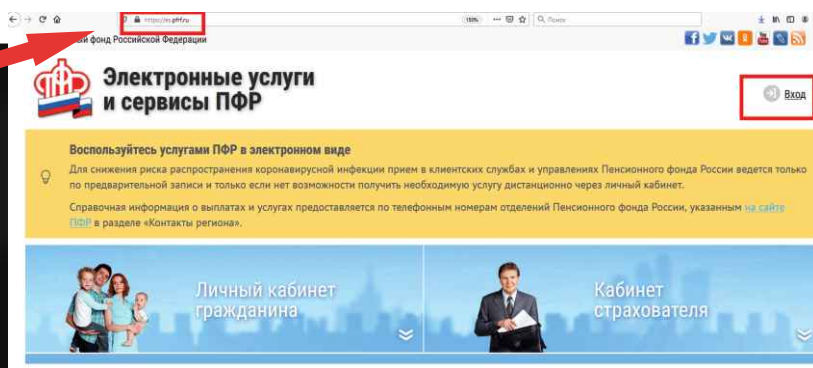 https://es.pfrf.ru
150%
Поиск
фонд Российской Федерации
Электронные услуги
и сервисы ПФР
Вход
Воспользуйтесь услугами ПФР в электронном виде
Для снижения риска распространения коронавирусной инфекции прием в клиентских службах и управлениях Пенсионного фонда России ведется только
по предварительной записи и только если нет возможности получить необходимую услугу дистанционно через личный кабинет.
Справочная информация о выплатах и услугах предоставляется по телефонным номерам отделений Пенсионного фонда России, указанным на сайте
ПФР в разделе «Контакты региона».
Личный кабинет
гражданина
Кабинет
страхователя